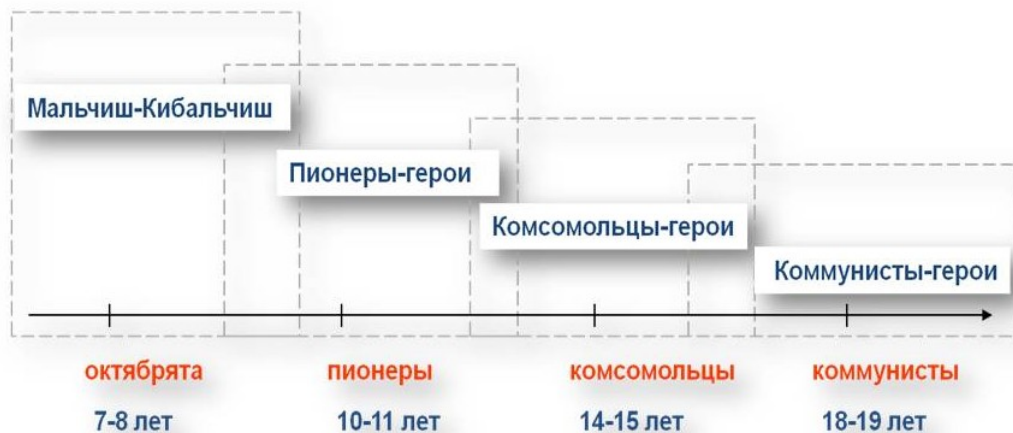 Мальчиш-Кибальчиш
Пионеры-герои
Комсомольцы-герои
Коммунисты-герои
октябрята пионеры комсомольцы коммунисты
7-8 лет 10-11 лет 14-15 лет 18-19 лет